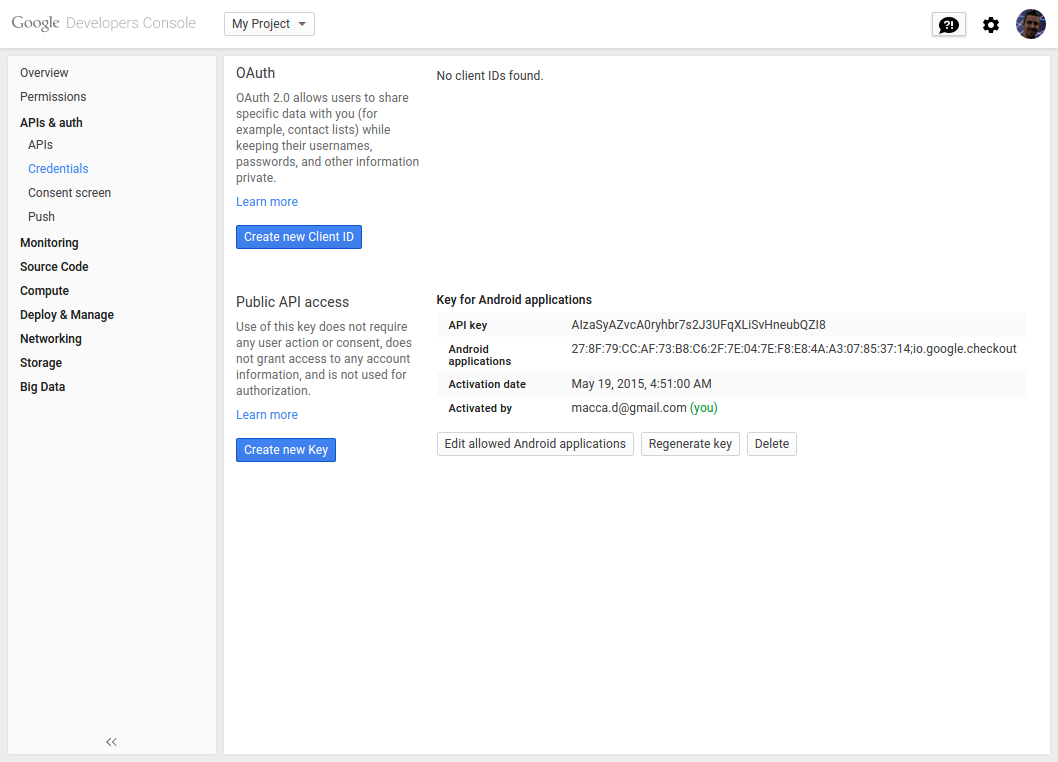 Google Developers Console
My Project
?!
Overview
Permissions
APIs & auth
APIs
Credentials
Consent screen
Push
Monitoring
Source Code
Compute
Deploy & Manage
Networking
Storage
Big Data
OAuth
OAuth 2.0 allows users to share
specific data with you (for
example, contact lists) while
keeping their usernames,
passwords, and other information
private.
Learn more
Create new Client ID
No client IDs found.
Public API access
Use of this key does not require
any user action or consent, does
not grant access to any account
information, and is not used for
authorization.
Learn more
Create new Key
Key for Android applications
API key AIzaSyAZvcA0ryhbr7s2J3UFqXLiSvHneubQZI8
Android
applications 27:8F:79:CC:AF:73:B8:C6:2F:7E:04:7E:F8:E8:4A:A3:07:85:37:14;io.google.checkout
Activation date May 19, 2015, 4:51:00 AM
Activated by macca.d@gmail.com (you)
Edit allowed Android applications Regenerate key Delete